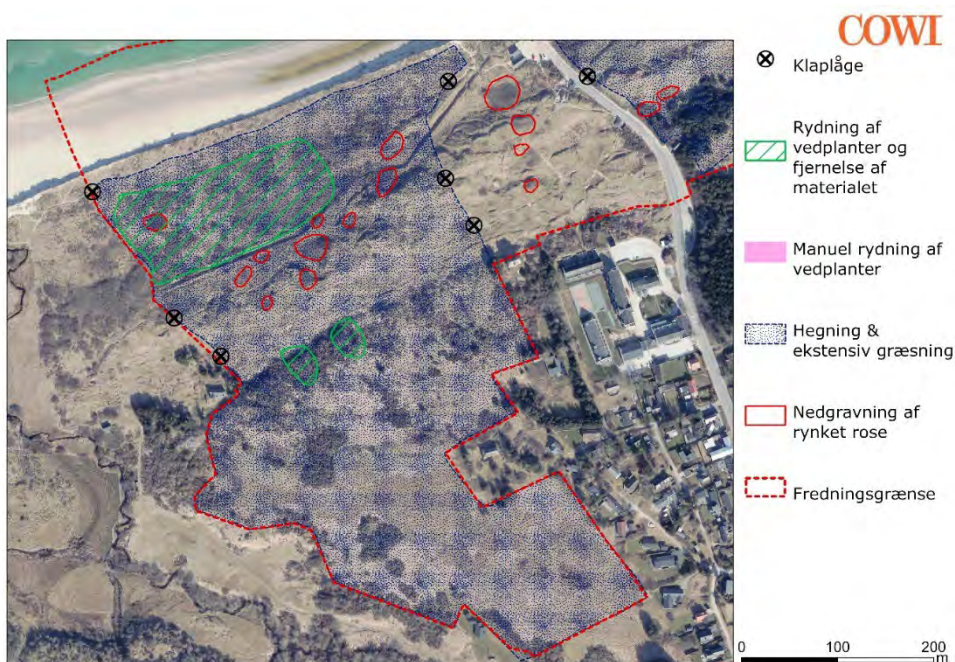 COWI
Klaplåge
Rydning af
vedplanter og
fjernelse af
materialet
Manuel rydning af
vedplanter
Hegning &
ekstensiv græsning
Nedgravning af
rynket rose
Fredningsgrænse
0 100 200
m